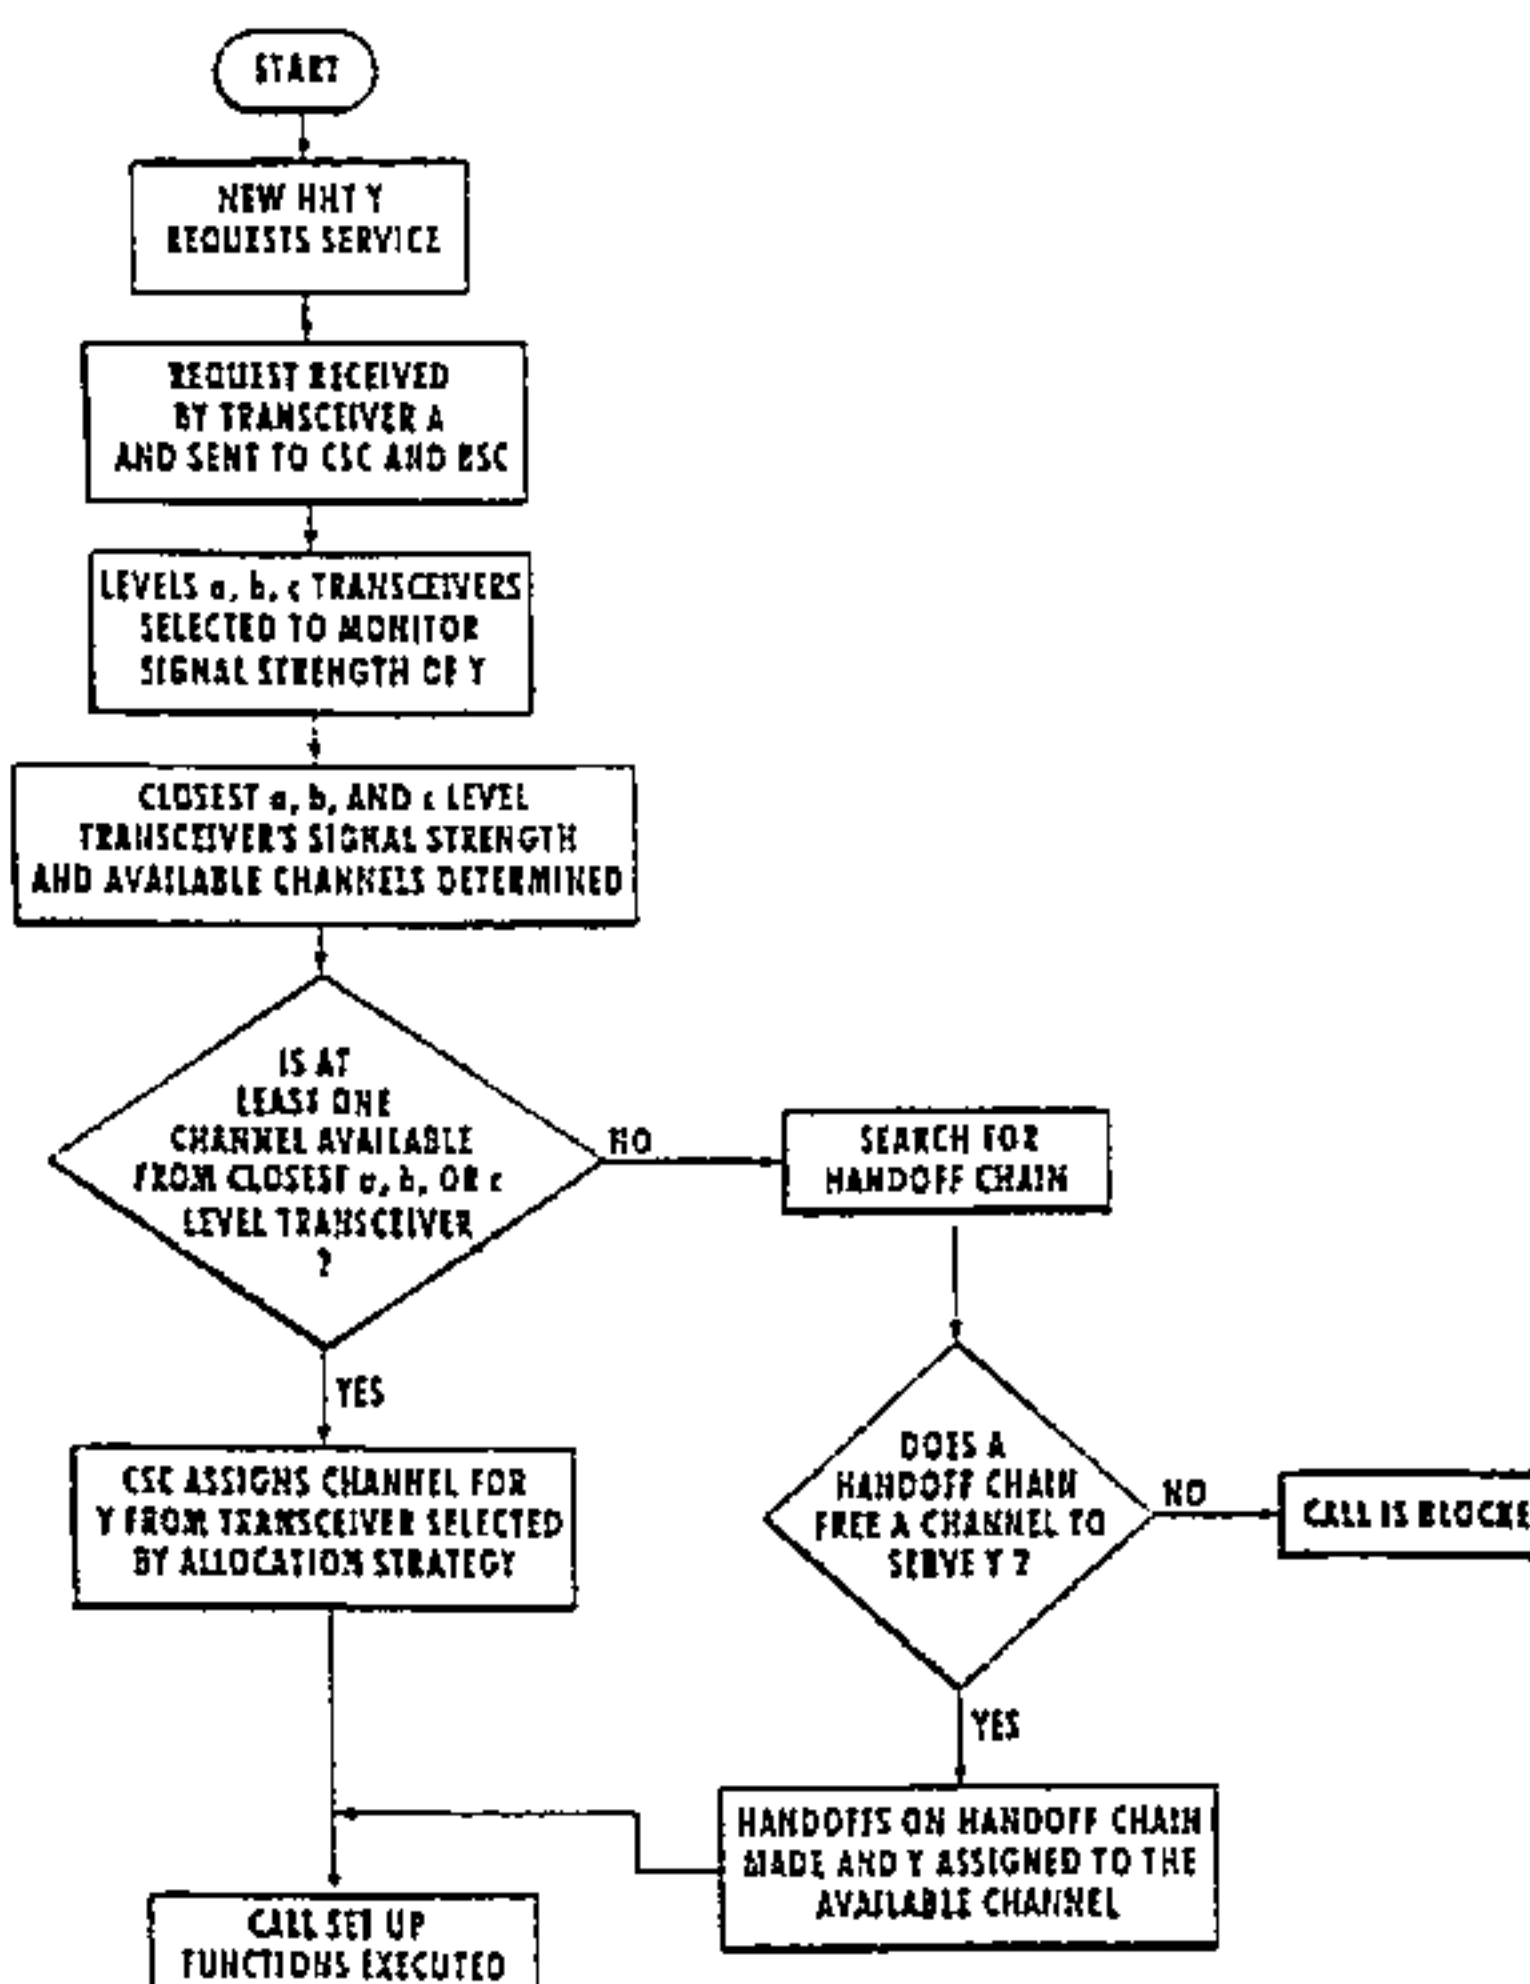 START
NEW HHT Y
REQUESTS SERVICE
REQUEST RECEIVED
BY TRANSCEIVER A
AND SENT TO CSC AND BSC
LEVELS a, b, c TRANSCEIVERS
SELECTED TO MONITOR
SIGNAL STRENGTH OF Y
CLOSEST a, b, AND c LEVEL
TRANSCEIVER'S SIGNAL STRENGTH
AND AVAILABLE CHANNELS DETERMINED
IS AT
LEAST ONE
CHANNEL AVAILABLE
FROM CLOSEST a, b, OR c
LEVEL TRANSCEIVER
?
NO
SEARCH FOR
HANDOFF CHAIN
YES
CSC ASSIGNS CHANNEL FOR
Y FROM TRANSCEIVER SELECTED
BY ALLOCATION STRATEGY
DOES A
HANDOFF CHAIN
FREE A CHANNEL TO
SERVE Y ?
NO
CALL IS BLOCKE
YES
HANDOFFS ON HANDOFF CHAIN
MADE AND Y ASSIGNED TO THE
AVAILABLE CHANNEL
CALL SET UP
FUNCTIONS EXECUTED